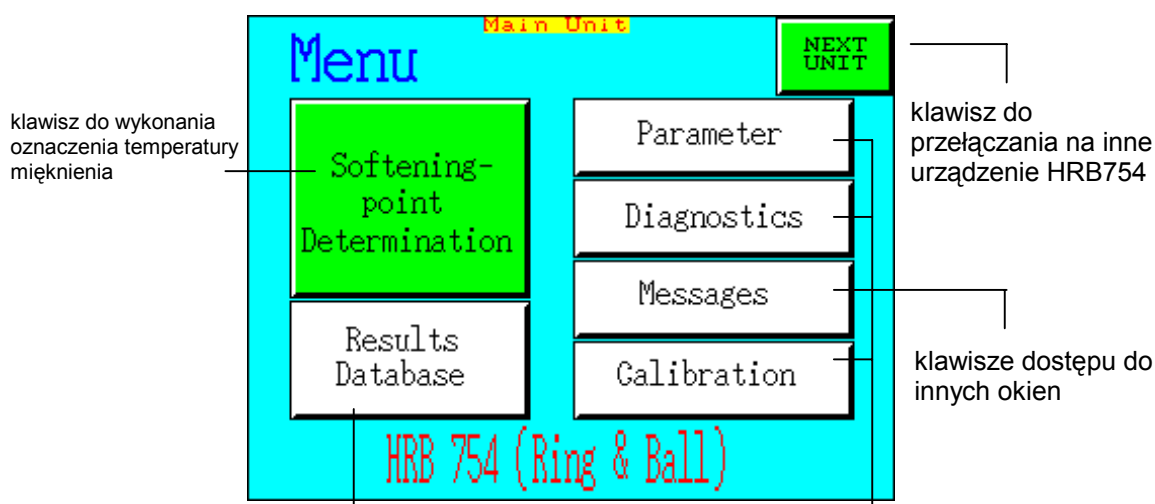 Main Unit
Menu
NEXT
UNIT
klawisz do wykonania
oznaczenia temperatury
mięknienia
Softening-
point
Determination
Results
Database
Parameter
Diagnostics
Messages
Calibration
klawisz do
przełączania na inne
urządzenie HRB754
klawisze dostępu do
innych okien
HRB 754 (Ring & Ball)